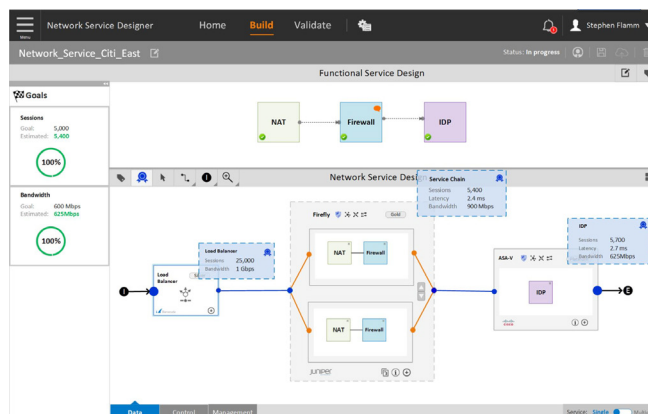 Menu
Network Service Designer
Home
Build
Validate
Stephen Flamm
Network_Service_Citi_East
Status: In progress
Functional Service Design
Goals
Sessions
Goal: 5,000
Estimated: 5,400
100%
Bandwidth
Goal: 600 Mbps
Estimated: 625Mbps
100%
NAT
Firewall
IDP
Network Service Des
Service Chain
Sessions 5,400
Latency 2.4 ms
Bandwidth 900 Mbps
Load Balancer
Sessions 25,000
Bandwidth 1 Gbps
Load
Balancer
I
Firefly
Gold
NAT
Firewall
NAT
Firewall
juniper
IDP
Sessions 5,700
Latency 2.7 ms
Bandwidth 625Mbps
ASA-V
IDP
E
Data
Control
Management
Service: Single